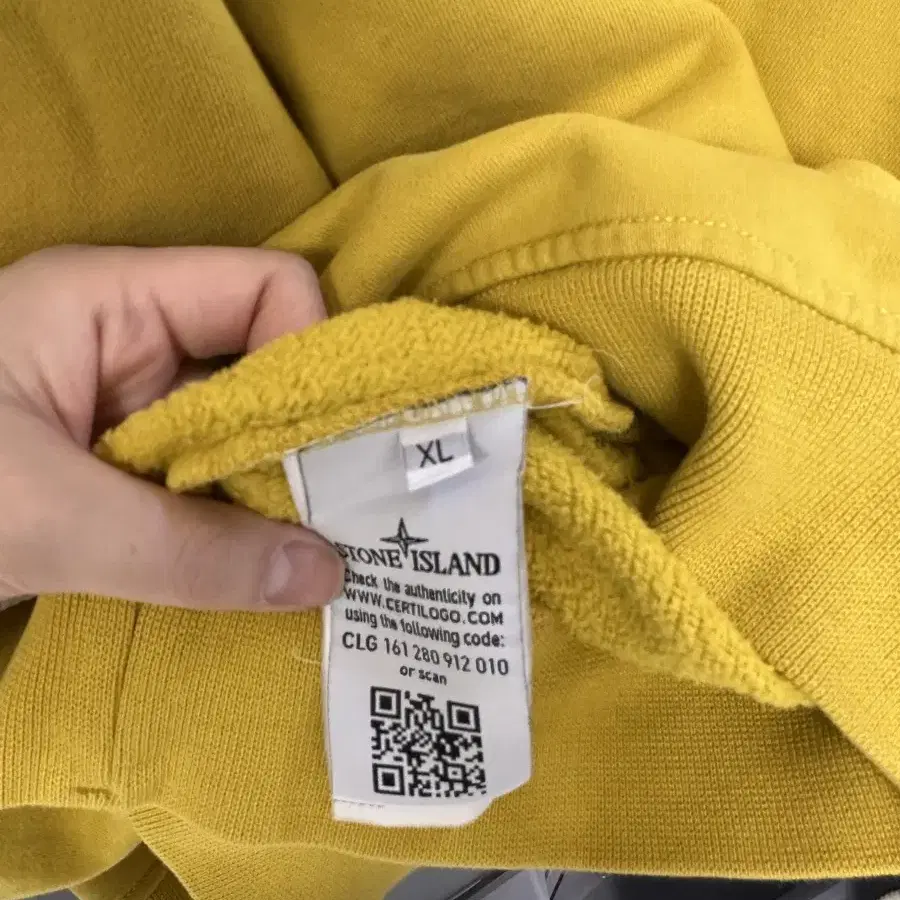 XL
STONE ISLAND
Check the authenticity on
WWW.CERTILOGO.COM
using the following code:
CLG 161 280 912 010
or scan